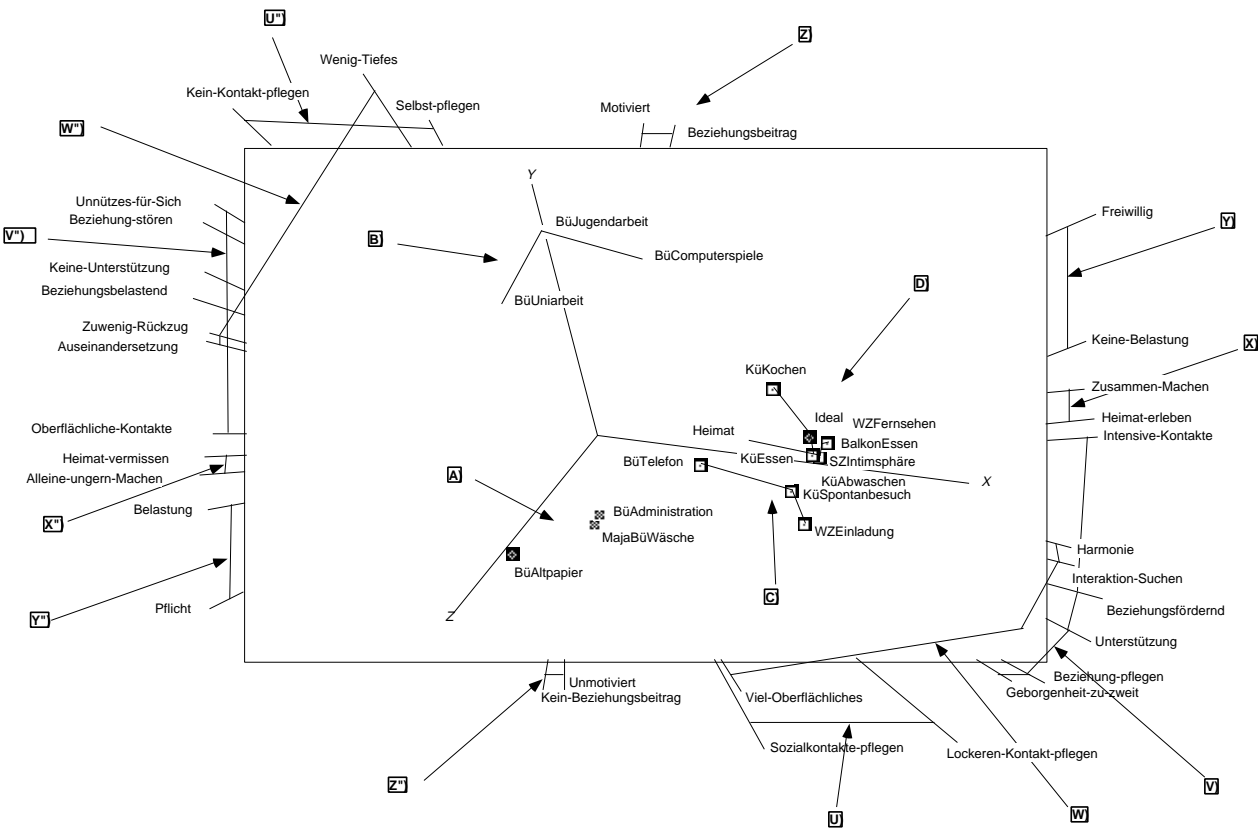 U")
Z)
Wenig-Tiefes
Kein-Kontakt-pflegen
Selbst-pflegen
Motiviert
W")
Beziehungsbeitrag
Y
Unnützes-für-Sich
Freiwillig
Beziehung-stören
BüJugendarbeit
Y)
V")
B)
BüComputerspiele
Keine-Unterstützung
Beziehungsbelastend
D)
BüUniarbeit
Zuwenig-Rückzug
Auseinandersetzung
Keine-Belastung
X)
KüKochen
Zusammen-Machen
Ideal
WZFernsehen
Heimat-erleben
Oberflächliche-Kontakte
Heimat
BalkonEssen
Intensive-Kontakte
Heimat-vermissen
BüTelefon
KüEssen
SZIntimsphäre
Alleine-ungern-Machen
A)
KüAbwaschen
X
KüSpontanbesuch
Belastung
BüAdministration
X")
MajaBüWäsche
WZEinladung
Harmonie
BüAltpapier
Interaktion-Suchen
C)
Pflicht
Z
Beziehungsfördernd
Y")
Unterstützung
Unmotiviert
Beziehung-pflegen
Kein-Beziehungsbeitrag
Viel-Oberflächliches
Geborgenheit-zu-zweit
Sozialkontakte-pflegen
Lockeren-Kontakt-pflegen
Z")
V)
U)
W)